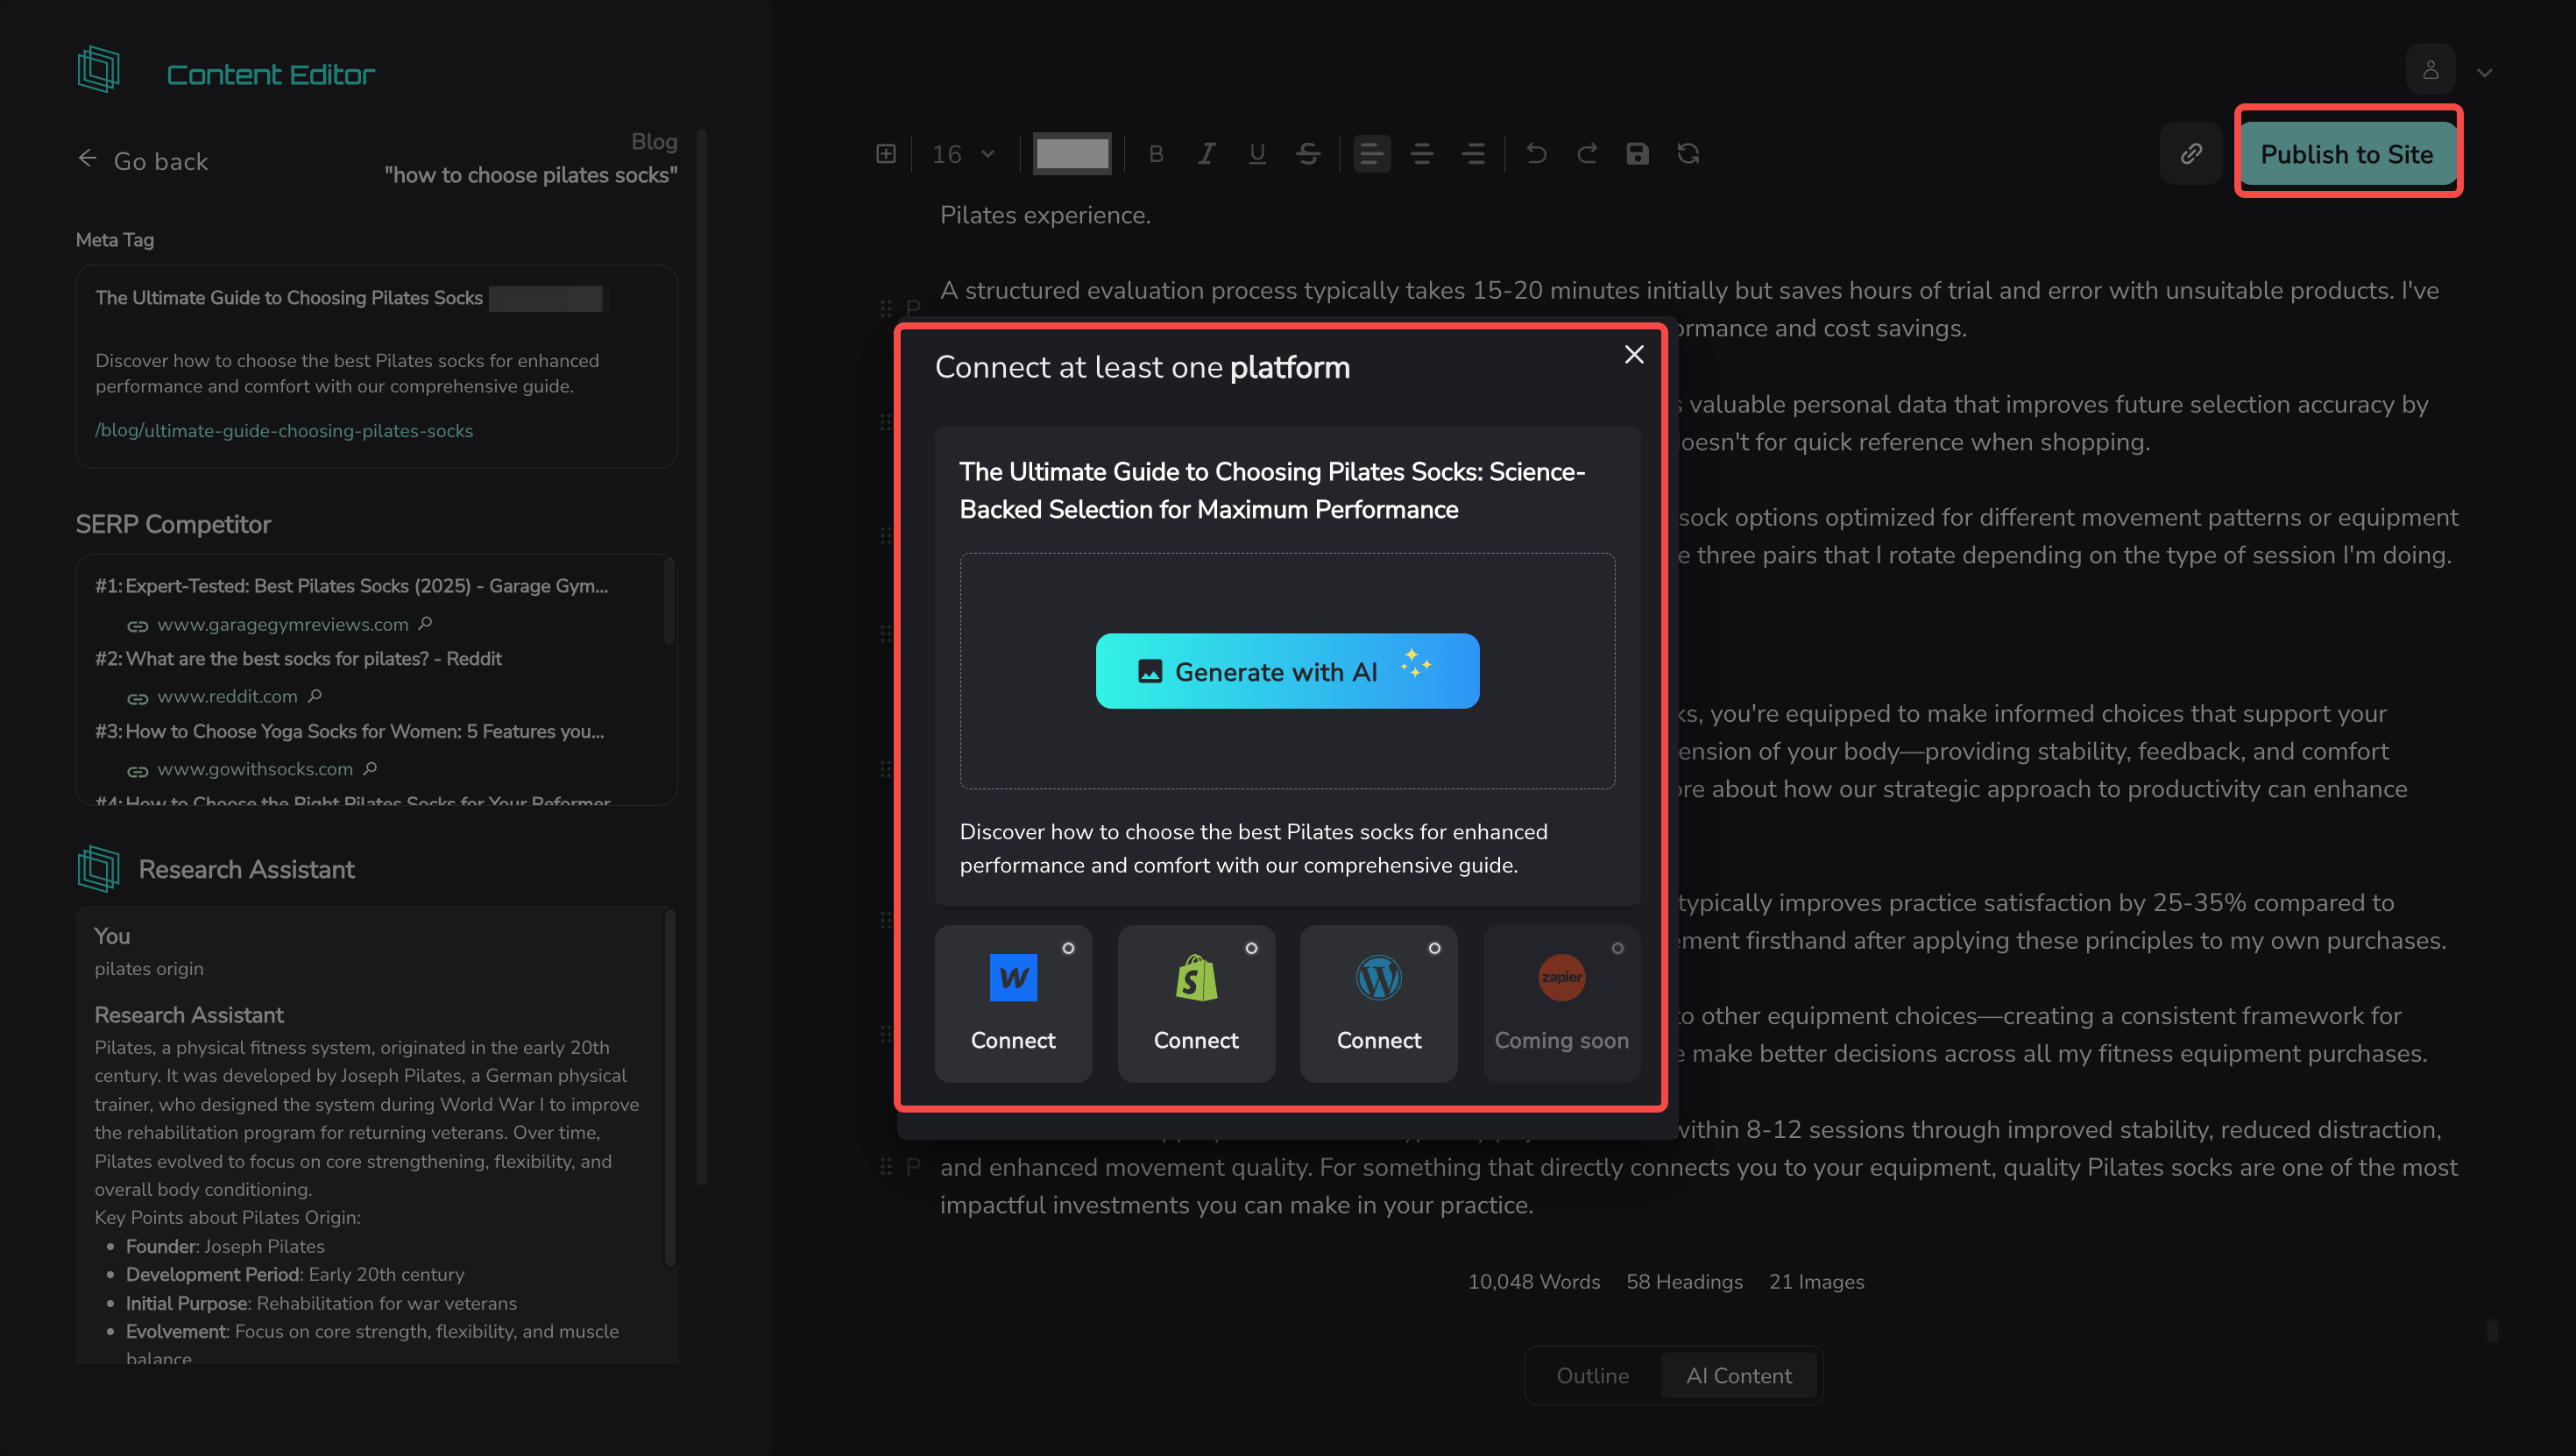 Content Editor
Go back
Blog
"how to choose pilates socks"
Meta Tag
The Ultimate Guide to Choosing Pilates Socks
Discover how to choose the best Pilates socks for enhanced
performance and comfort with our comprehensive guide.
/blog/ultimate-guide-choosing-pilates-socks
SERP Competitor
#1: Expert-Tested: Best Pilates Socks (2025) - Garage Gym...
www.garagegymreviews.com
#2: What are the best socks for pilates? - Reddit
www.reddit.com
#3: How to Choose Yoga Socks for Women: 5 Features you...
www.gowithsocks.com
#4: How to Choose the Right Pilates Socks for Your Reformer
Research Assistant
You
pilates origin
Research Assistant
Pilates, a physical fitness system, originated in the early 20th
century. It was developed by Joseph Pilates, a German physical
trainer, who designed the system during World War I to improve
the rehabilitation program for returning veterans. Over time,
Pilates evolved to focus on core strengthening, flexibility, and
overall body conditioning.
Key Points about Pilates Origin:
• Founder: Joseph Pilates
• Development Period: Early 20th century
• Initial Purpose: Rehabilitation for war veterans
• Evolvement: Focus on core strength, flexibility, and muscle
balance
16
B I U S
Publish to Site
Pilates experience.
P
A structured evaluation process typically takes 15-20 minutes initially but saves hours of trial and error with unsuitable products. I've
ormance and cost savings.
s valuable personal data that improves future selection accuracy by
oesn't for quick reference when shopping.
sock options optimized for different movement patterns or equipment
e three pairs that I rotate depending on the type of session I'm doing.
ks, you're equipped to make informed choices that support your
ension of your body—providing stability, feedback, and comfort
ore about how our strategic approach to productivity can enhance
typically improves practice satisfaction by 25-35% compared to
ement firsthand after applying these principles to my own purchases.
to other equipment choices—creating a consistent framework for
e make better decisions across all my fitness equipment purchases.
within 8-12 sessions through improved stability, reduced distraction,
P
and enhanced movement quality. For something that directly connects you to your equipment, quality Pilates socks are one of the most
impactful investments you can make in your practice.
Connect at least one platform
The Ultimate Guide to Choosing Pilates Socks: Science-
Backed Selection for Maximum Performance
Generate with AI
Discover how to choose the best Pilates socks for enhanced
performance and comfort with our comprehensive guide.
Connect
Connect
Connect
zapier
Coming soon
10,048 Words 58 Headings 21 Images
Outline
AI Content